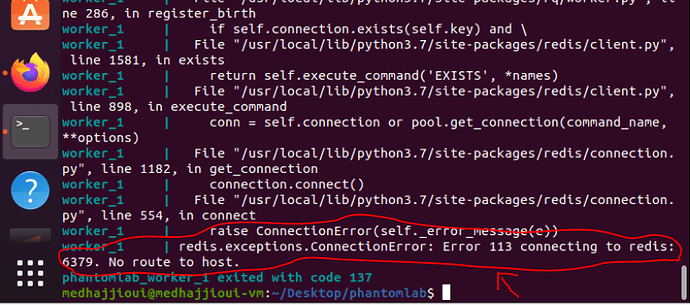 ne 286, in register_birth
worker_1 | if self.connection.exists(self.key) and \
worker_1 | File "/usr/local/lib/python3.7/site-packages/redis/client.py",
line 1581, in exists
worker_1 | return self.execute_command('EXISTS', *names)
worker_1 | File "/usr/local/lib/python3.7/site-packages/redis/client.py",
line 898, in execute_command
worker_1 | conn = self.connection or pool.get_connection(command_name,
**options)
worker_1 | File "/usr/local/lib/python3.7/site-packages/redis/connection.
py", line 1182, in get_connection
worker_1 | connection.connect()
worker_1 | File "/usr/local/lib/python3.7/site-packages/redis/connection.
py", line 554, in connect
worker_1 | raise ConnectionError(self._error_message(e))
worker_1 | redis.exceptions.ConnectionError: Error 113 connecting to redis:
6379. No route to host.
phantomlab_worker_1 exited with code 137
medhajjioui@medhajjioui-vm:~/Desktop/phantomlab$